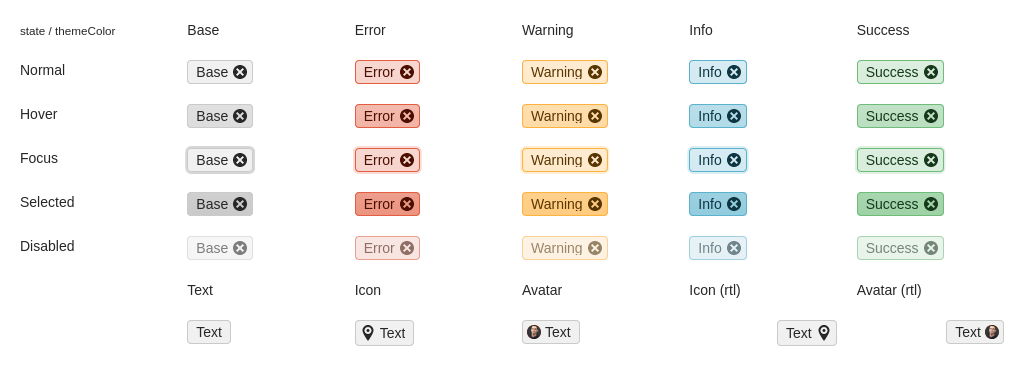 state / themeColor Base Error Warning Info Success
Normal Base Error Warning Info Success
Hover Base Error Warning Info Success
Focus Base Error Warning Info Success
Selected Base Error Warning Info Success
Disabled Base Error Warning Info Success
Text Icon Avatar Icon (rtl) Avatar (rtl)
Text Text Text Text Text